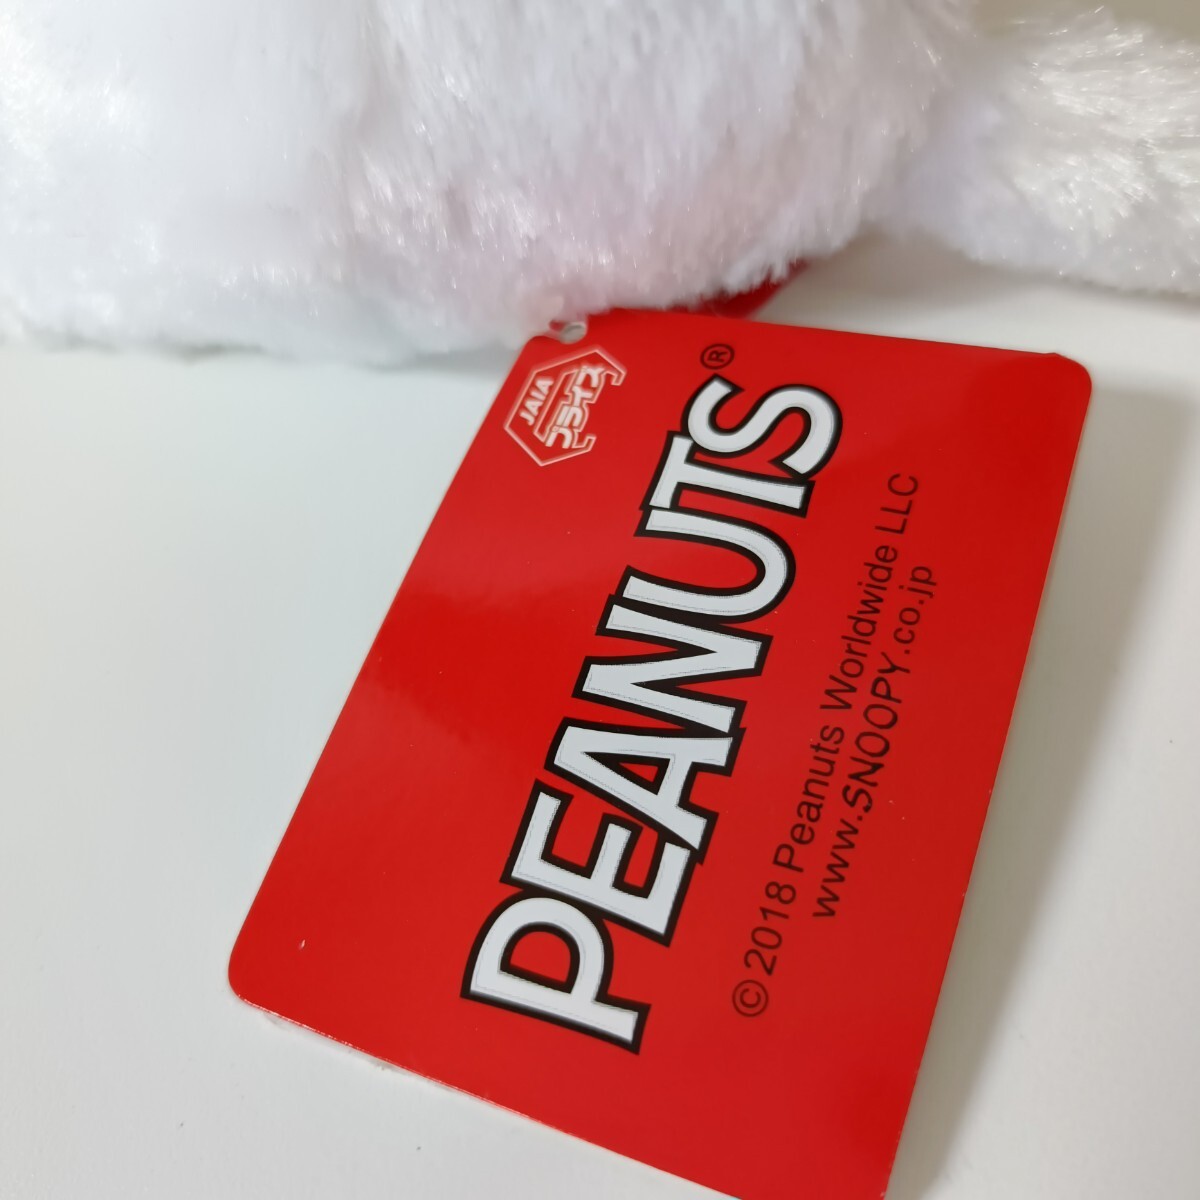 JAIA
プライズ
PEANUTS®
©2018 Peanuts Worldwide LLC
www.SNOOPY.co.jp